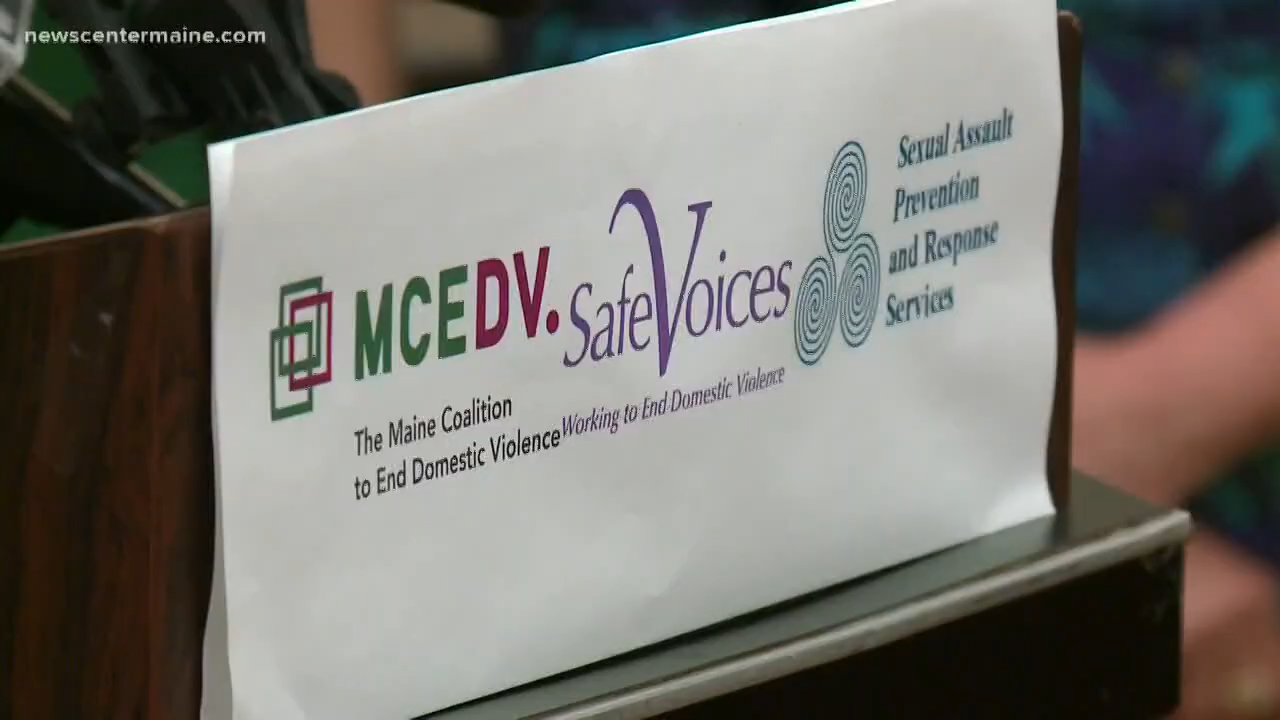 newscentermaine.com
MCEDV.
The Maine Coalition
to End Domestic Violence
SafeVoices
Working to End Domestic Violence
Sexual Assault
Prevention
and Response
Services